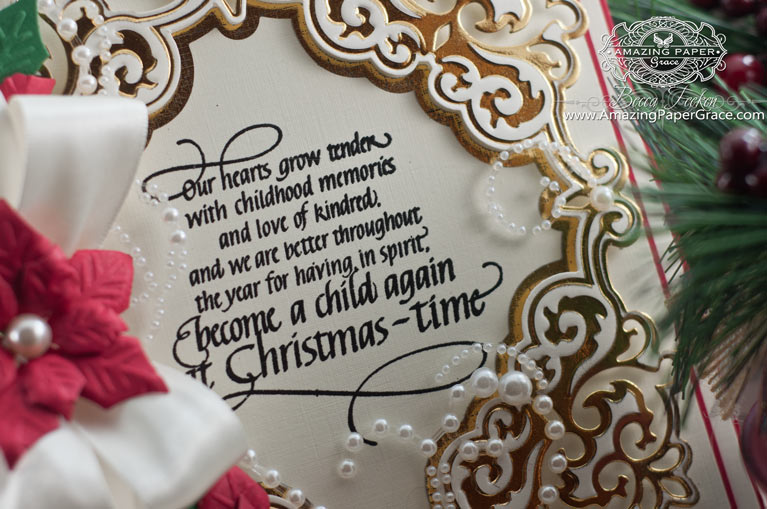 AMAZING PAPER
Grace
Becca Feeken
www.AmazingPaperGrace.com
Our hearts grow tender
with childhood memories
and love of kindred,
and we are better throughout
the year for having, in spirit,
become a child again
at Christmas-time